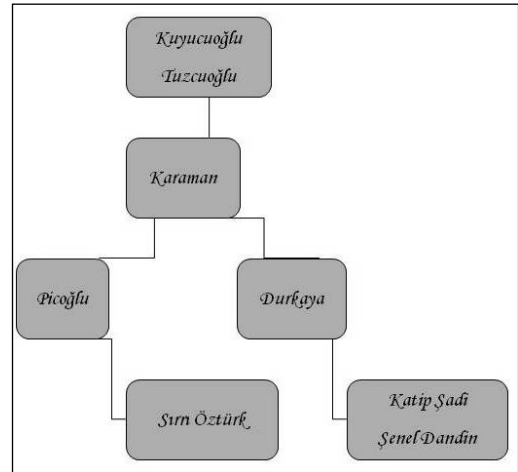 Kuyucuoğlu
Tuzcuoğlu
Karaman
Picoğlu
Durkaya
Sırrı Öztürk
Katip Şadi
Şenel Dandin